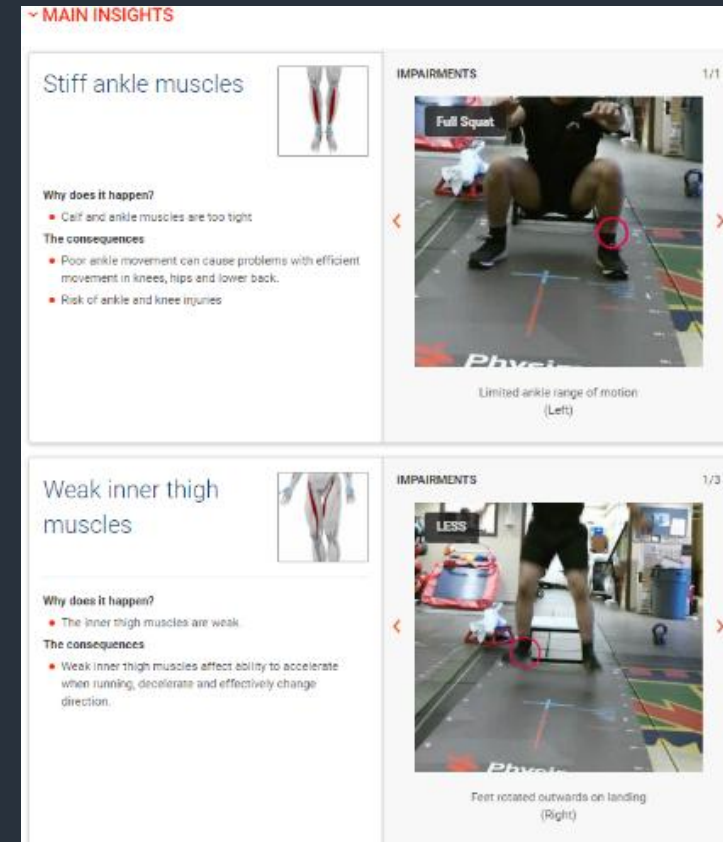 MAIN INSIGHTS
Stiff ankle muscles
Why does it happen?
Calf and ankle muscles are too tight
The consequences
Poor ankle movement can cause problems with efficient
movement in knees, hips and lower back.
Risk of ankle and knee injuries
IMPAIRMENTS 1/1
Full Squat
Limited ankle range of motion
(Left)
Weak inner thigh
muscles
Why does it happen?
The inner thigh muscles are weak
The consequences
Weak inner thigh muscles affect ability to accelerate
when running, decelerate and effectively change
direction.
IMPAIRMENTS 1/3
LESS
Feet rotated outwards on landing
(Right)